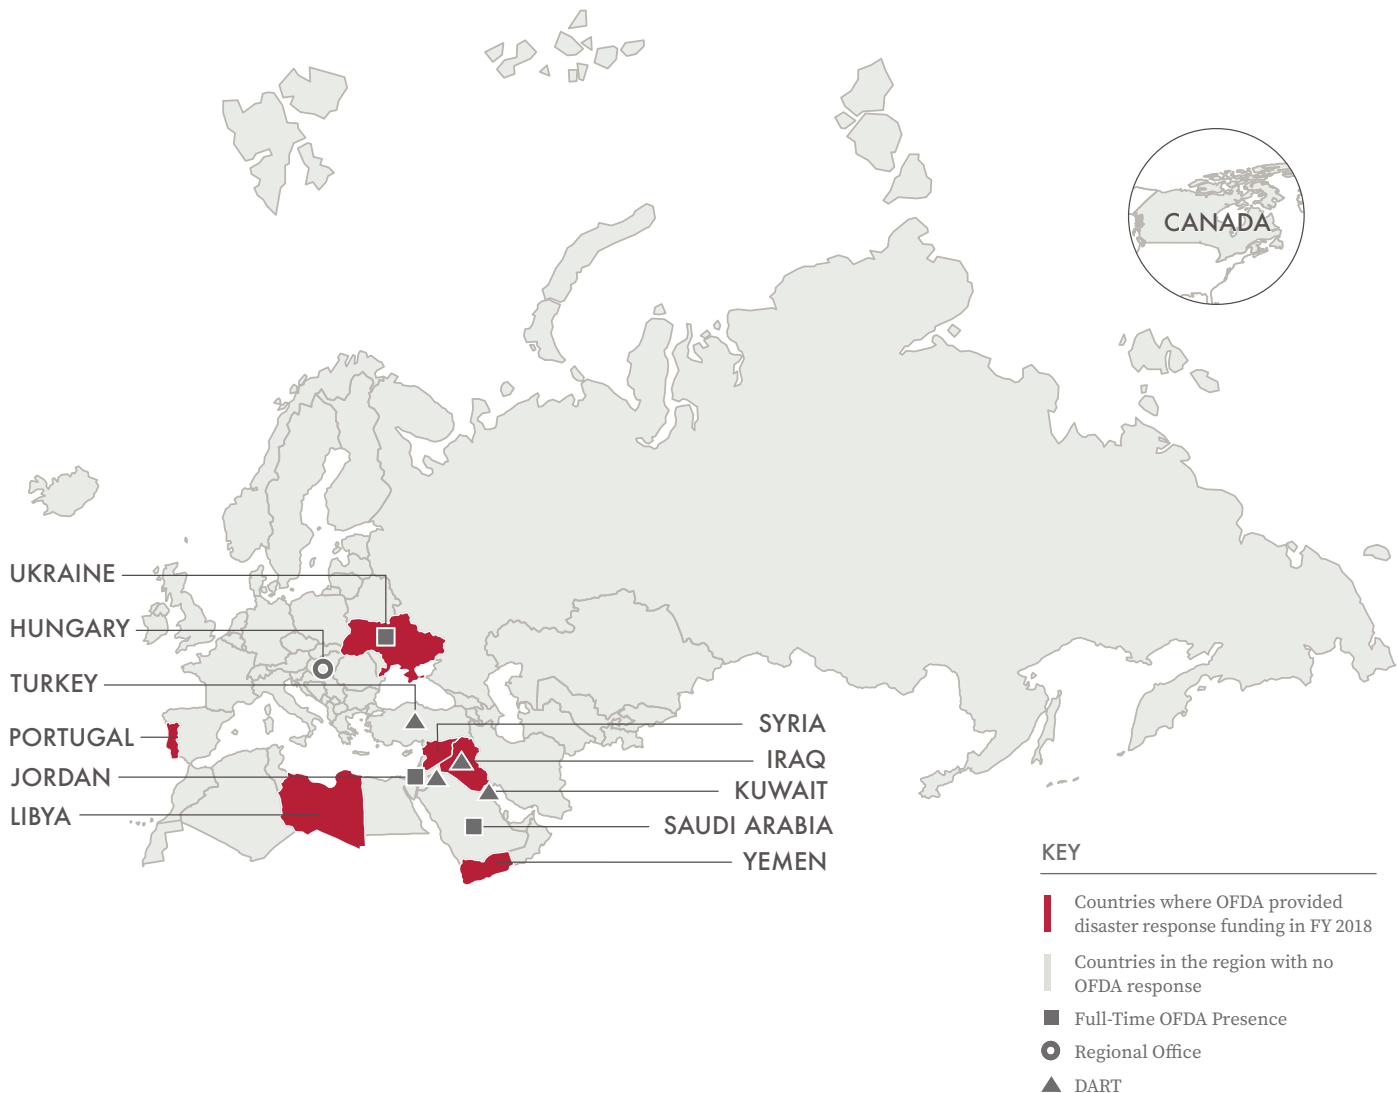 CANADA
UKRAINE
HUNGARY
TURKEY
PORTUGAL
JORDAN
LIBYA
SYRIA
IRAQ
KUWAIT
SAUDI ARABIA
YEMEN
KEY
Countries where OFDA provided
disaster response funding in FY 2018
Countries in the region with no
OFDA response
Full-Time OFDA Presence
Regional Office
DART